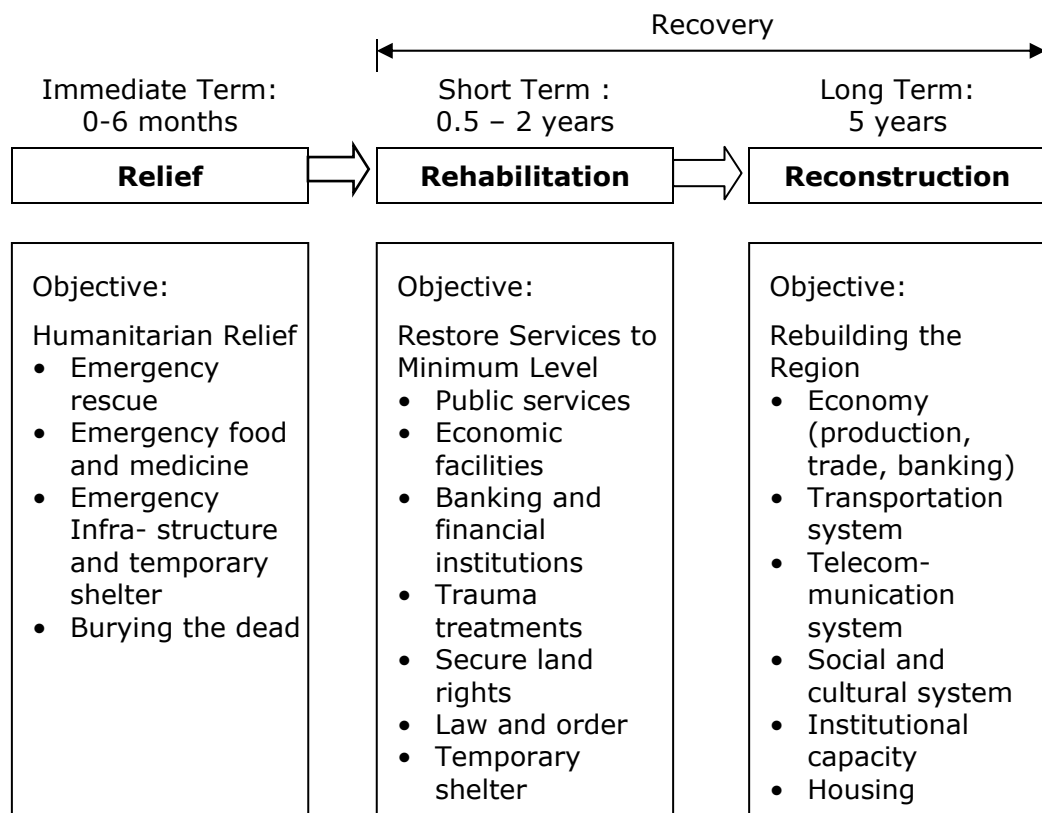 Recovery
Immediate Term:
0-6 months
Relief
Short Term :
0.5 – 2 years
Rehabilitation
Long Term:
5 years
Reconstruction
Objective:
Humanitarian Relief
• Emergency
rescue
• Emergency food
and medicine
• Emergency
Infra- structure
and temporary
shelter
• Burying the dead
Objective:
Restore Services to
Minimum Level
• Public services
• Economic
facilities
• Banking and
financial
institutions
• Trauma
treatments
• Secure land
rights
• Law and order
• Temporary
shelter
Objective:
Rebuilding the
Region
• Economy
(production,
trade, banking)
• Transportation
system
• Telecom-
munication
system
• Social and
cultural system
• Institutional
capacity
• Housing